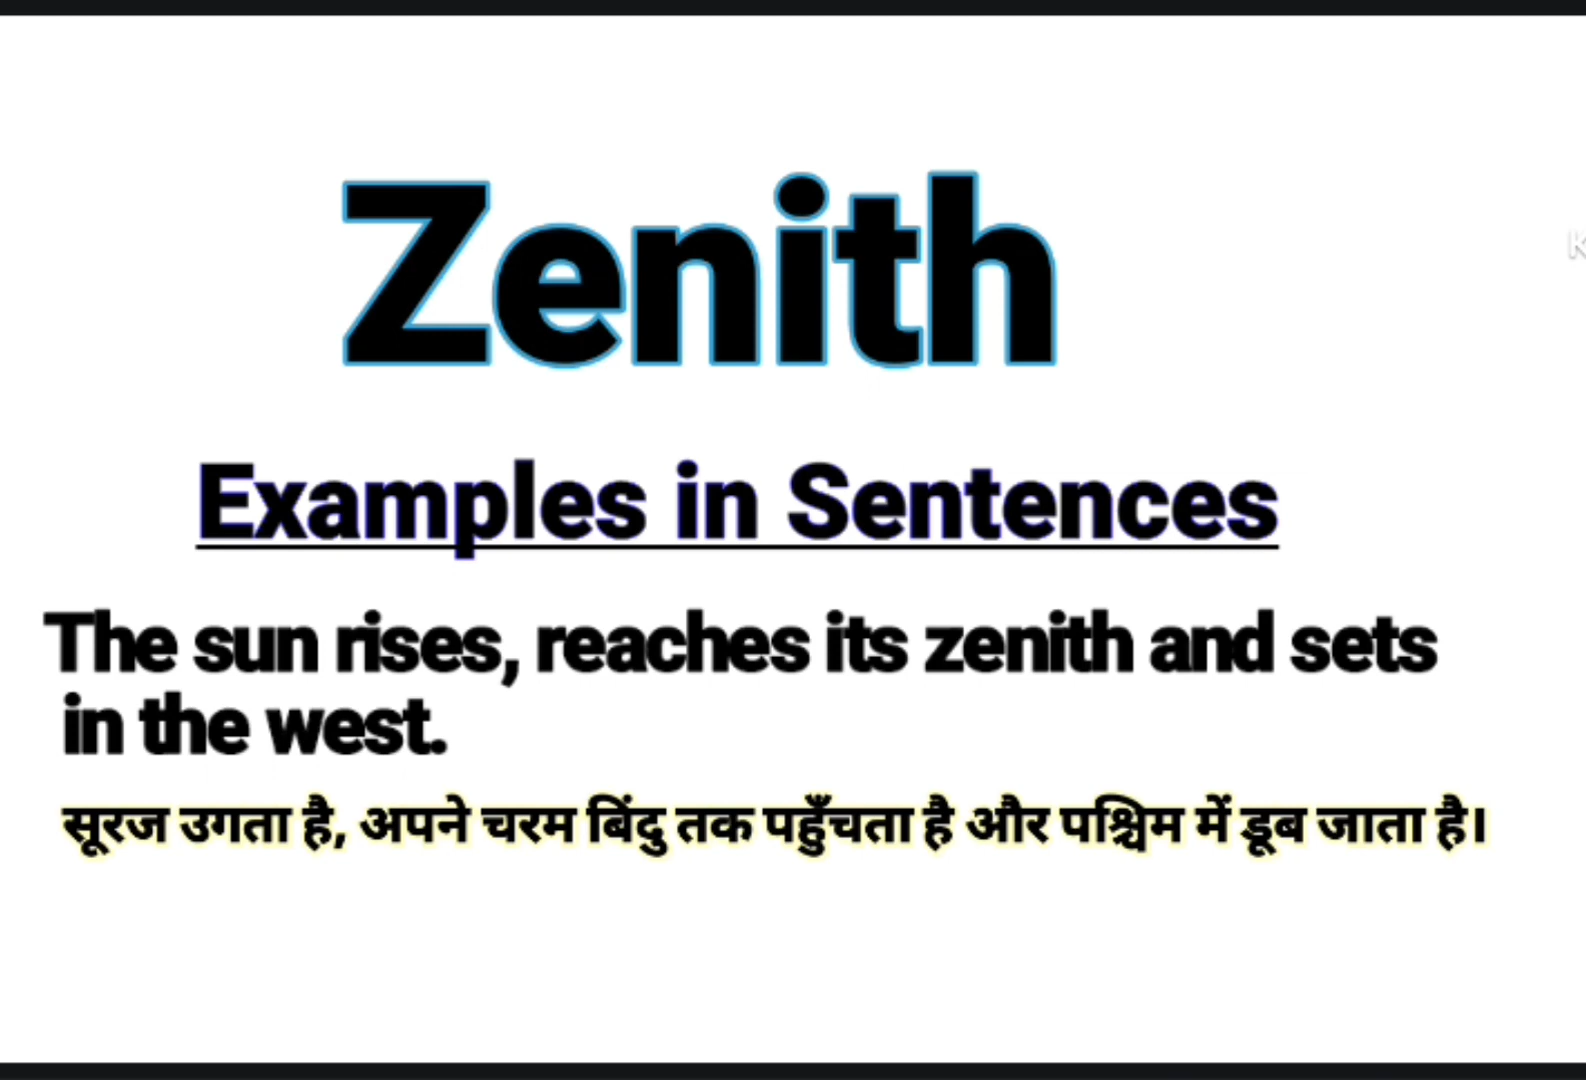 Zenith
Examples in Sentences
The sun rises, reaches its zenith and sets
in the west.
सूरज उगता है, अपने चरम बिंदु तक पहुँचता है और पश्चिम में डूब जाता है।